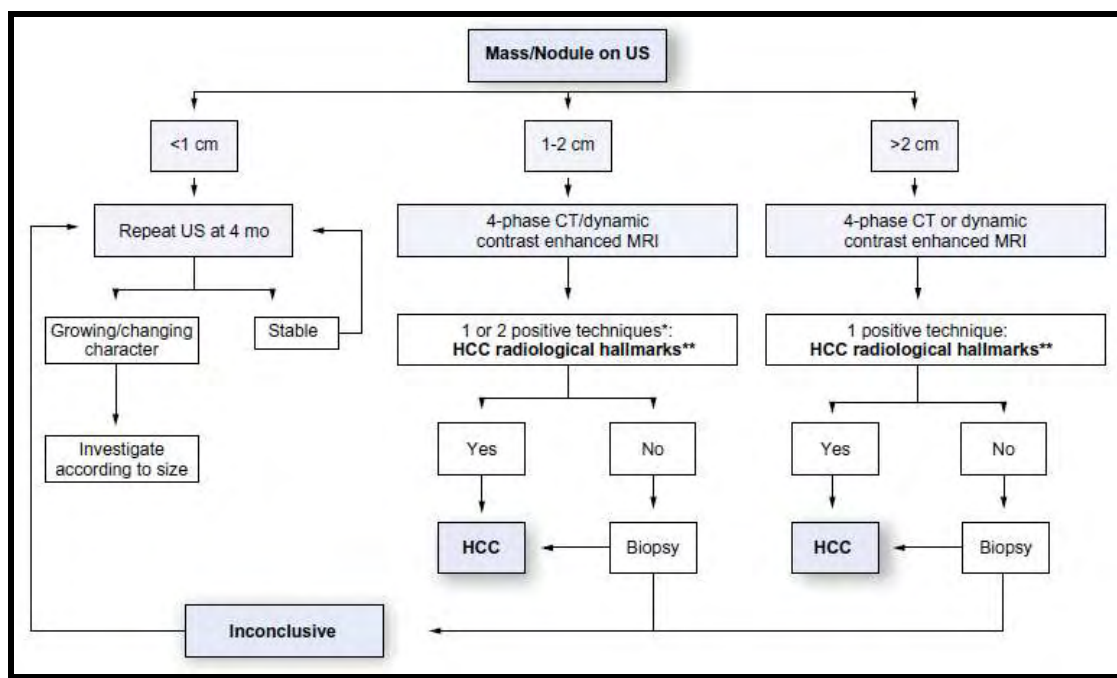 Mass/Nodule on US
<1 cm
1-2 cm
>2 cm
Repeat US at 4 mo
4-phase CT/dynamic
contrast enhanced MRI
4-phase CT or dynamic
contrast enhanced MRI
Growing/changing
character
Stable
1 or 2 positive techniques*:
HCC radiological hallmarks**
1 positive technique:
HCC radiological hallmarks**
Investigate
according to size
Yes
No
Yes
No
HCC
Biopsy
HCC
Biopsy
Inconclusive